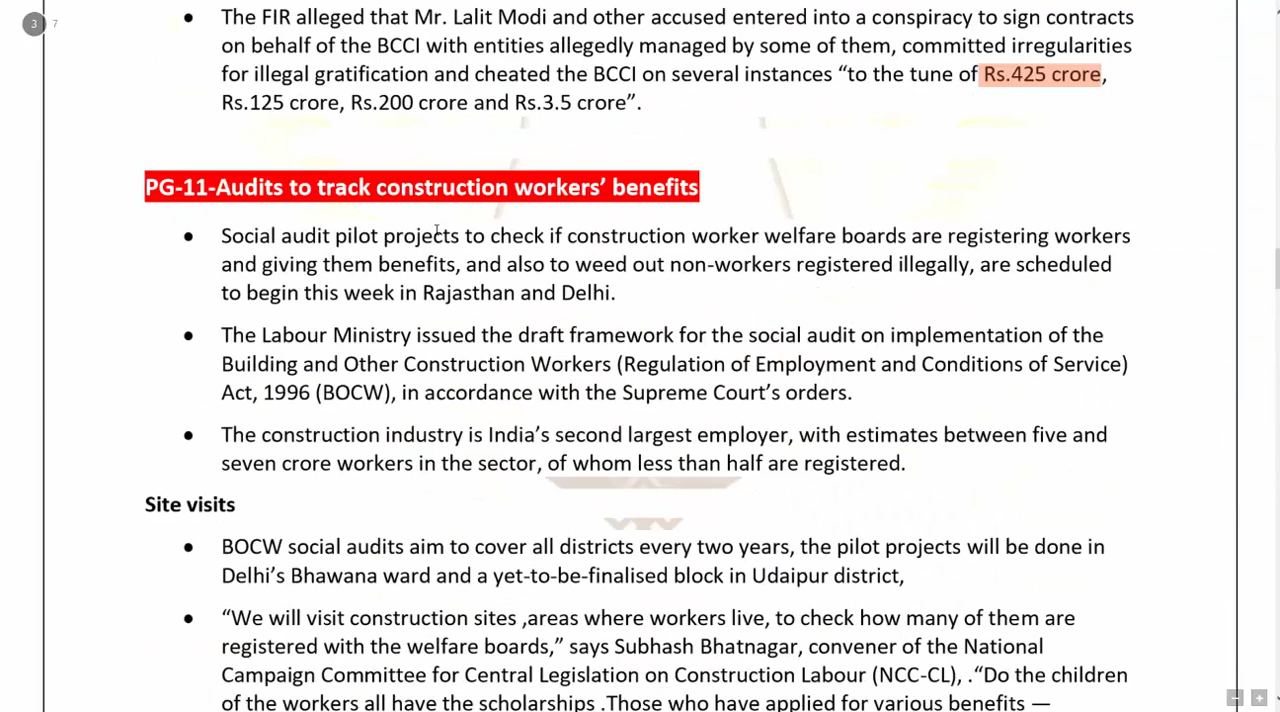 3 7
• The FIR alleged that Mr. Lalit Modi and other accused entered into a conspiracy to sign contracts
on behalf of the BCCI with entities allegedly managed by some of them, committed irregularities
for illegal gratification and cheated the BCCI on several instances “to the tune of Rs.425 crore,
Rs.125 crore, Rs.200 crore and Rs.3.5 crore”.
PG-11-Audits to track construction workers’ benefits
• Social audit pilot projects to check if construction worker welfare boards are registering workers
and giving them benefits, and also to weed out non-workers registered illegally, are scheduled
to begin this week in Rajasthan and Delhi.
• The Labour Ministry issued the draft framework for the social audit on implementation of the
Building and Other Construction Workers (Regulation of Employment and Conditions of Service)
Act, 1996 (BOCW), in accordance with the Supreme Court’s orders.
• The construction industry is India’s second largest employer, with estimates between five and
seven crore workers in the sector, of whom less than half are registered.
Site visits
• BOCW social audits aim to cover all districts every two years, the pilot projects will be done in
Delhi’s Bhawana ward and a yet-to-be-finalised block in Udaipur district,
• “We will visit construction sites ,areas where workers live, to check how many of them are
registered with the welfare boards,” says Subhash Bhatnagar, convener of the National
Campaign Committee for Central Legislation on Construction Labour (NCC-CL), .“Do the children
of the workers all have the scholarships .Those who have applied for various benefits —